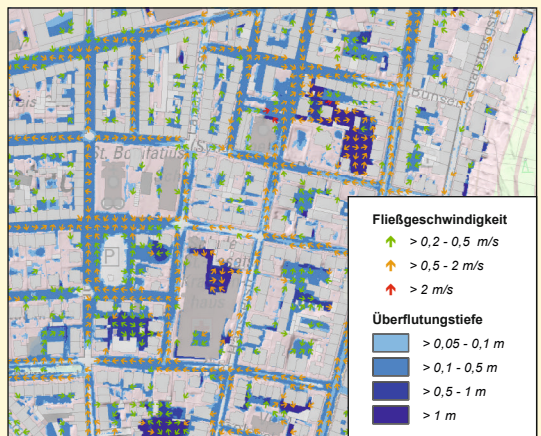 St. Bonifatius
(Sy
P
Fließgeschwindigkeit
> 0,2 - 0,5 m/s
> 0,5 - 2 m/s
> 2 m/s
Überflutungstiefe
> 0,05 - 0,1 m
> 0,1 - 0,5 m
> 0,5 - 1 m
> 1 m